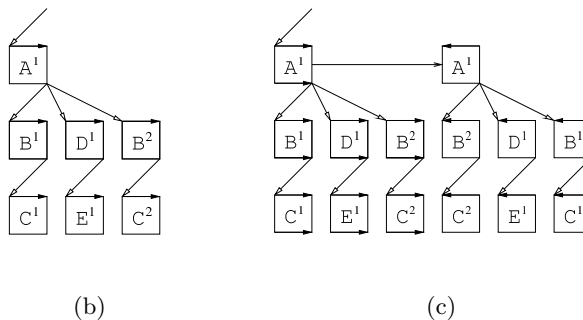 A¹ A¹ A¹
B¹ D¹ B² B¹ D¹ B² B² D¹ B¹
C¹ E¹ C² C¹ E¹ C² C² E¹ C¹
(b) (c)